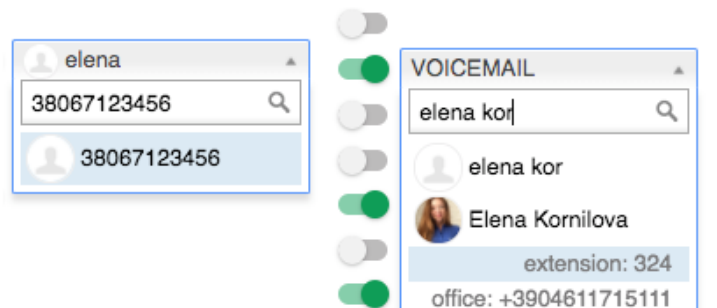 elena
38067123456
38067123456
VOICEMAIL
elena kor
elena kor
Elena Kornilova
extension: 324
office: +3904611715111